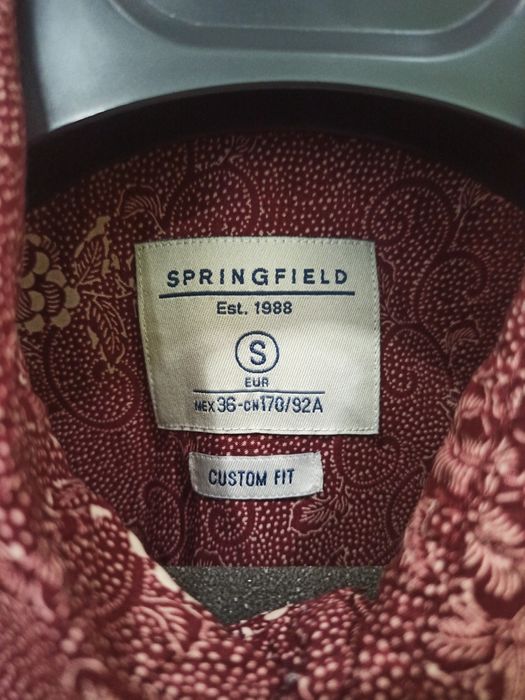 SPRINGFIELD
Est. 1988
S
EUR
MEX 36-CN170/92A
CUSTOM FIT